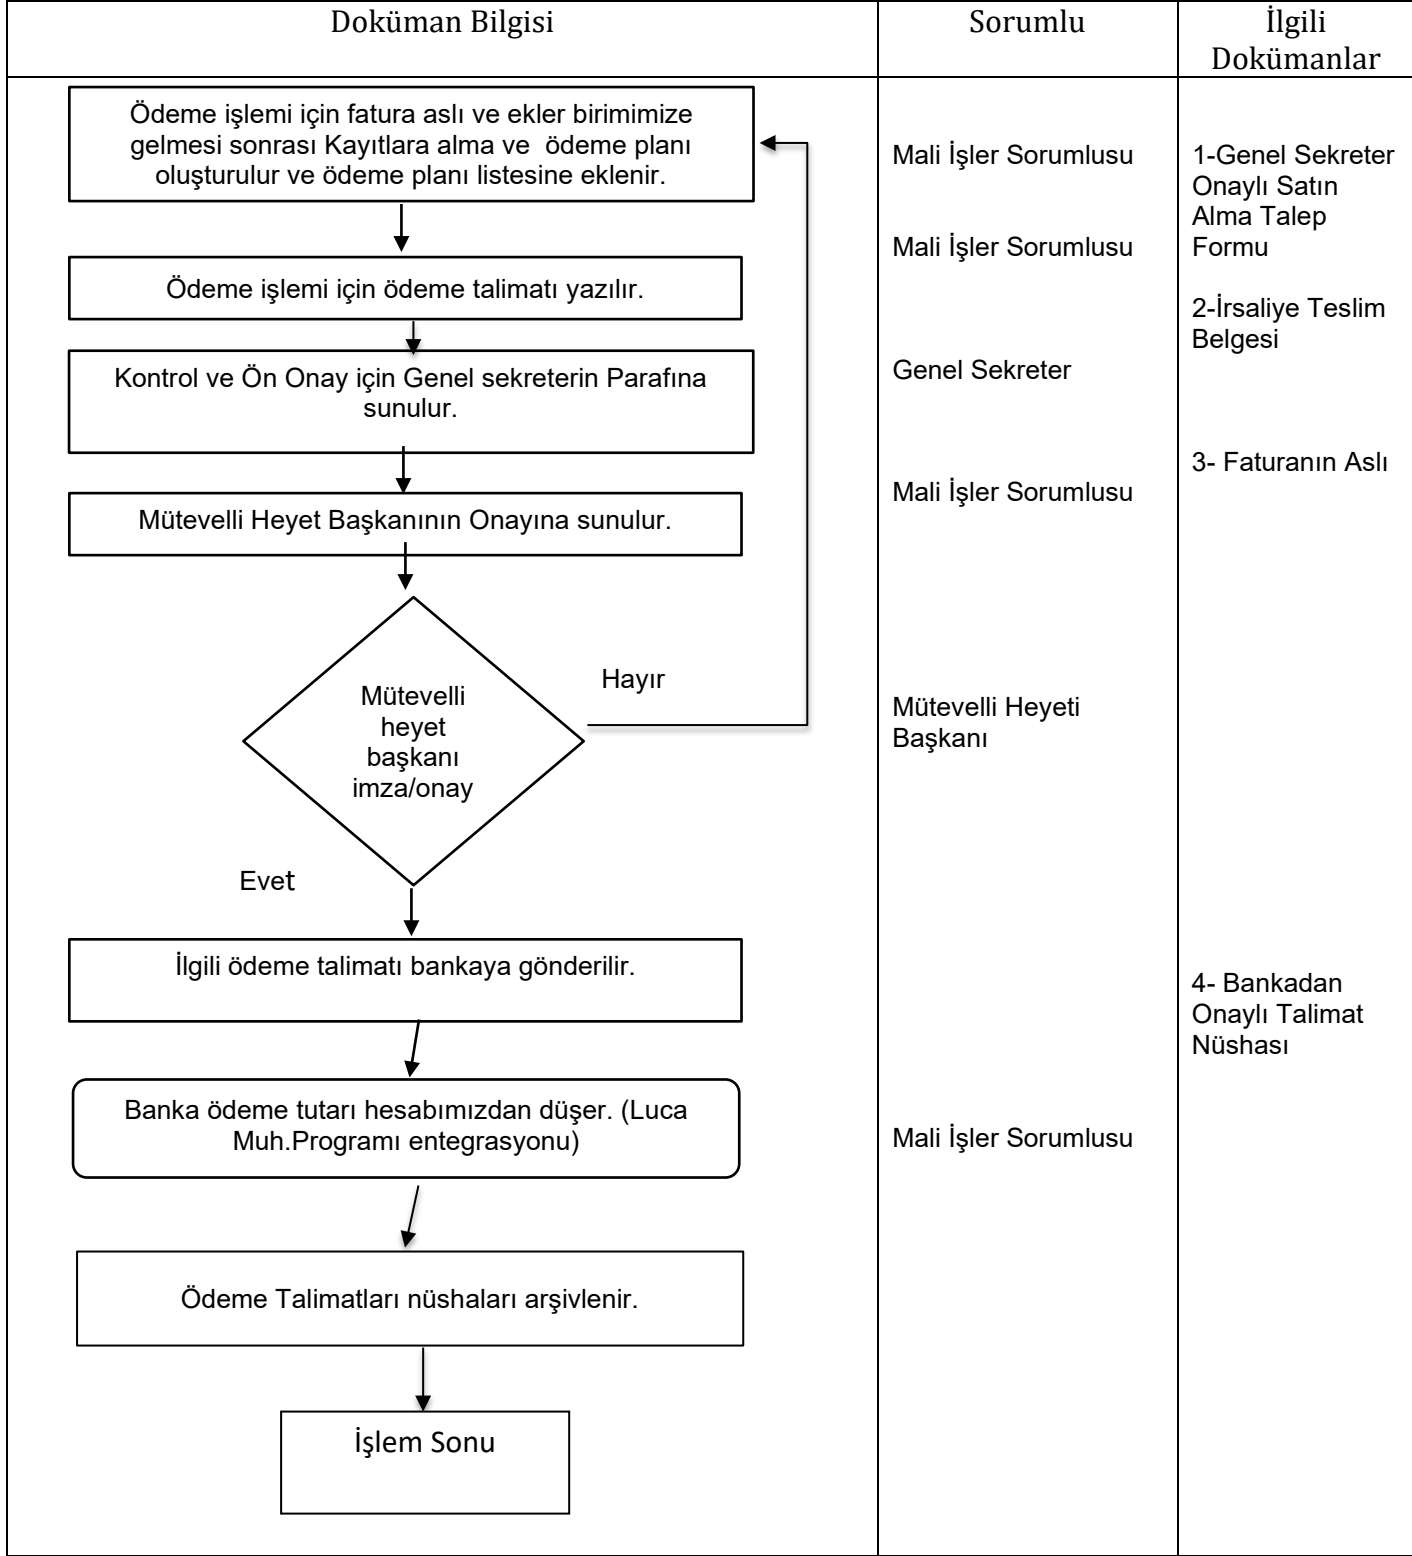 Doküman Bilgisi
Sorumlu
İlgili
Dokümanlar
Ödeme işlemi için fatura aslı ve ekler birimimize
gelmesi sonrası Kayıtlara alma ve  ödeme planı
oluşturulur ve ödeme planı listesine eklenir.
Ödeme işlemi için ödeme talimatı yazılır.
Kontrol ve Ön Onay için Genel sekreterin Parafına
sunulur.
Mütevelli Heyet Başkanının Onayına sunulur.
Mütevelli
heyet
başkanı
imza/onay
Hayır
Evet
İlgili ödeme talimatı bankaya gönderilir.
Banka ödeme tutarı hesabımızdan düşer. (Luca
Muh.Programı entegrasyonu)
Ödeme Talimatları nüshaları arşivlenir.
İşlem Sonu
Mali İşler Sorumlusu
Mali İşler Sorumlusu
Genel Sekreter
Mali İşler Sorumlusu
Mütevelli Heyeti
Başkanı
Mali İşler Sorumlusu
1-Genel Sekreter
Onaylı Satın
Alma Talep
Formu
2-İrsaliye Teslim
Belgesi
3- Faturanın Aslı
4- Bankadan
Onaylı Talimat
Nüshası